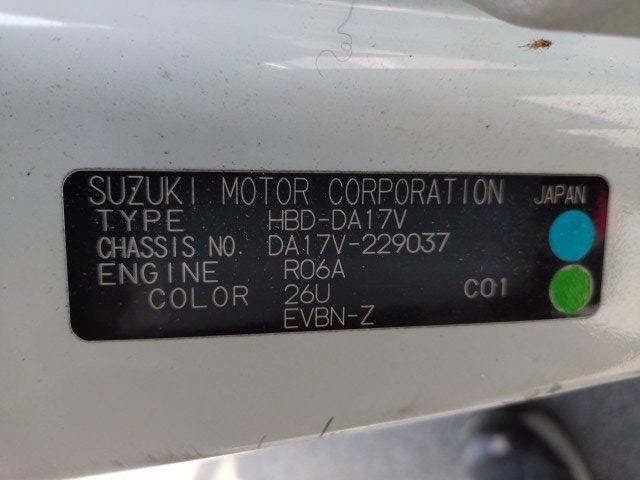 SUZUKI MOTOR CORPORATION JAPAN
TYPE HBD-DA17V
CHASSIS NO. DA17V-229037
ENGINE R06A
COLOR 26U C01
EVBN-Z